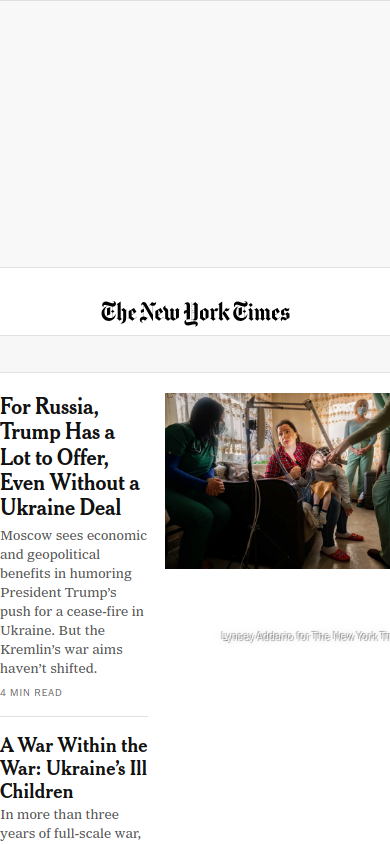 The New York Times
For Russia,
Trump Has a
Lot to Offer,
Even Without a
Ukraine Deal
Moscow sees economic
and geopolitical
benefits in humoring
President Trump’s
push for a cease-fire in
Ukraine. But the
Kremlin’s war aims
haven’t shifted.
4 MIN READ
Lynsey Addario for The New York Ti
A War Within the
War: Ukraine’s Ill
Children
In more than three
years of full-scale war,